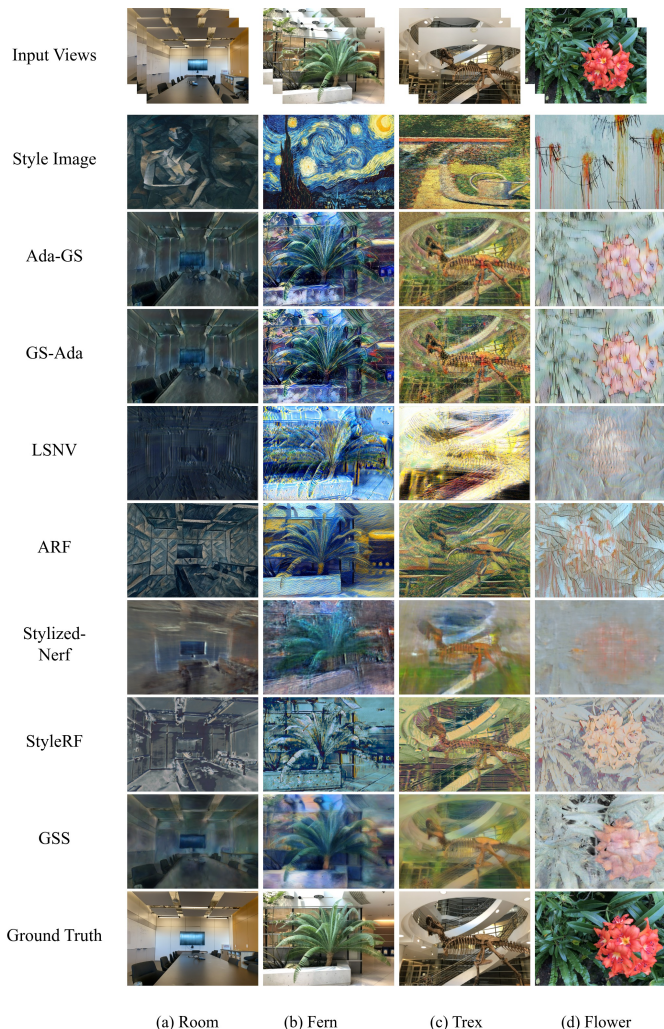 Input Views
Style Image
Ada-GS
GS-Ada
LSNV
ARF
Stylized-
Nerf
StyleRF
GSS
Ground Truth
(a) Room
(b) Fern
(c) Trex
(d) Flower